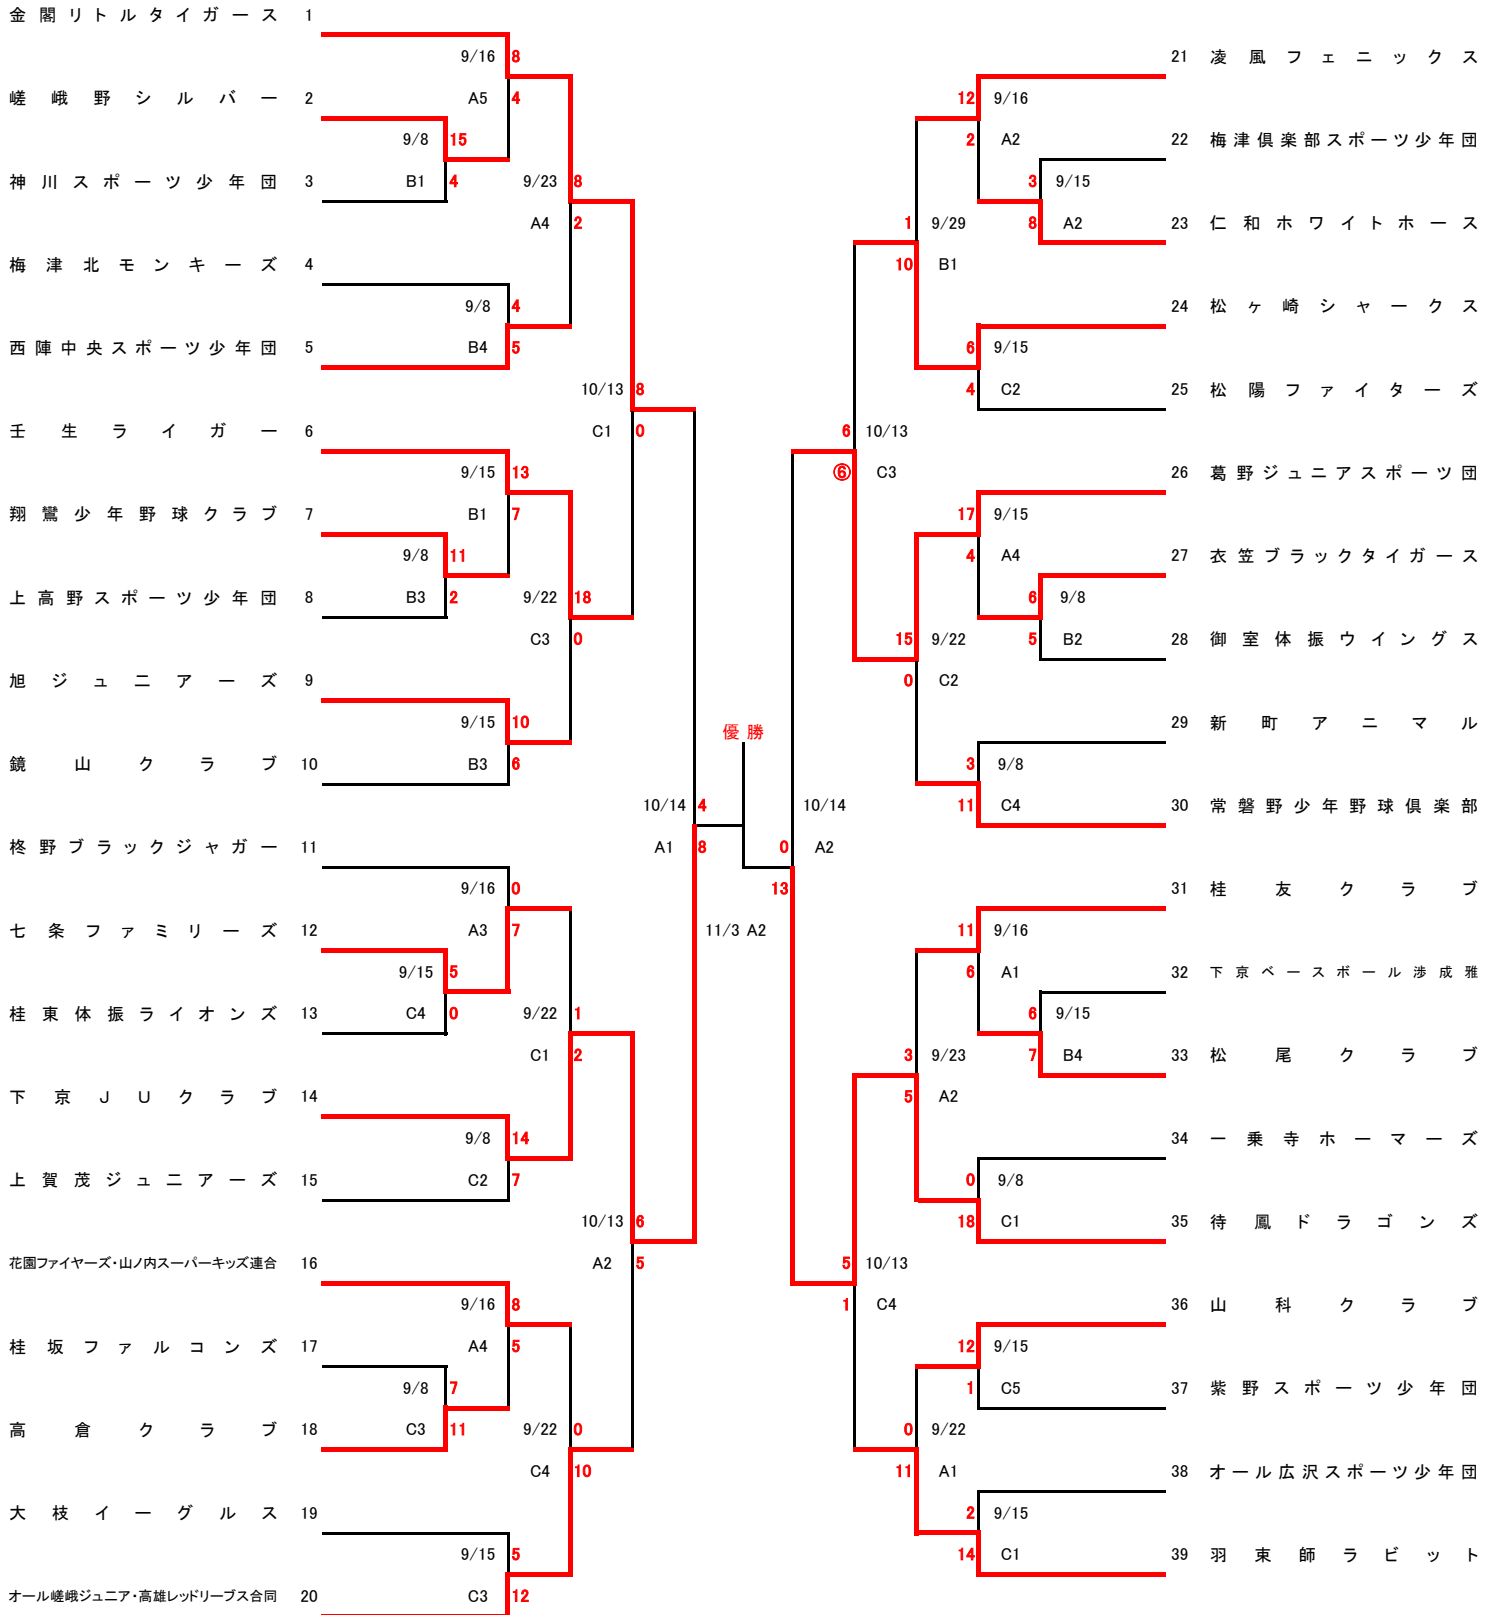 金閣リトルタイガース 1
9/16 8
嵯峨野シルバー 2
A5 4
9/8 15
神川スポーツ少年団 3
B1 4
9/23 8
A4 2
梅津北モンキーズ 4
9/8 4
西陣中央スポーツ少年団 5
B4 5
10/13 8
壬生ライガー 6
C1 0
9/15 13
翔鸞少年野球クラブ 7
B1 7
9/8 11
上高野スポーツ少年団 8
B3 2
9/22 18
C3 0
旭ジュニアーズ 9
9/15 10
鏡山クラブ 10
B3 6
10/14 4
柊野ブラックジャガー 11
A1 8
9/16 0
七条ファミリーズ 12
A3 7
9/15 5
桂東体振ライオンズ 13
C4 0
9/22 1
C1 2
下京JUクラブ 14
9/8 14
上賀茂ジュニアーズ 15
C2 7
10/13 6
花園ファイヤーズ・山ノ内スーパーキッズ連合 16
A2 5
9/16 8
桂坂ファルコンズ 17
A4 5
9/8 7
高倉クラブ 18
C3 11
9/22 0
C4 10
大枝イーグルス 19
9/15 5
オール嵯峨ジュニア・高雄レッドリーブス合同 20
C3 12
優勝
11/3 A2
21 凌風フェニックス
12 9/16
2 A2
22 梅津倶楽部スポーツ少年団
3 9/15
8 A2
23 仁和ホワイトホース
1 9/29
10 B1
24 松ヶ崎シャークス
6 9/15
4 C2
25 松陽ファイターズ
6 10/13
⑥ C3
26 葛野ジュニアスポーツ団
17 9/15
4 A4
27 衣笠ブラックタイガース
6 9/8
5 B2
28 御室体振ウイングス
15 9/22
0 C2
29 新町アニマル
3 9/8
11 C4
30 常磐野少年野球倶楽部
10/14
0 A2
13
31 桂友クラブ
11 9/16
6 A1
32 下京ベースボール渉成雅
6 9/15
7 B4
33 松尾クラブ
3 9/23
5 A2
34 一乗寺ホーマーズ
0 9/8
18 C1
35 待鳳ドラゴンズ
5 10/13
1 C4
36 山科クラブ
12 9/15
1 C5
37 紫野スポーツ少年団
0 9/22
11 A1
38 オール広沢スポーツ少年団
2 9/15
14 C1
39 羽束師ラビット